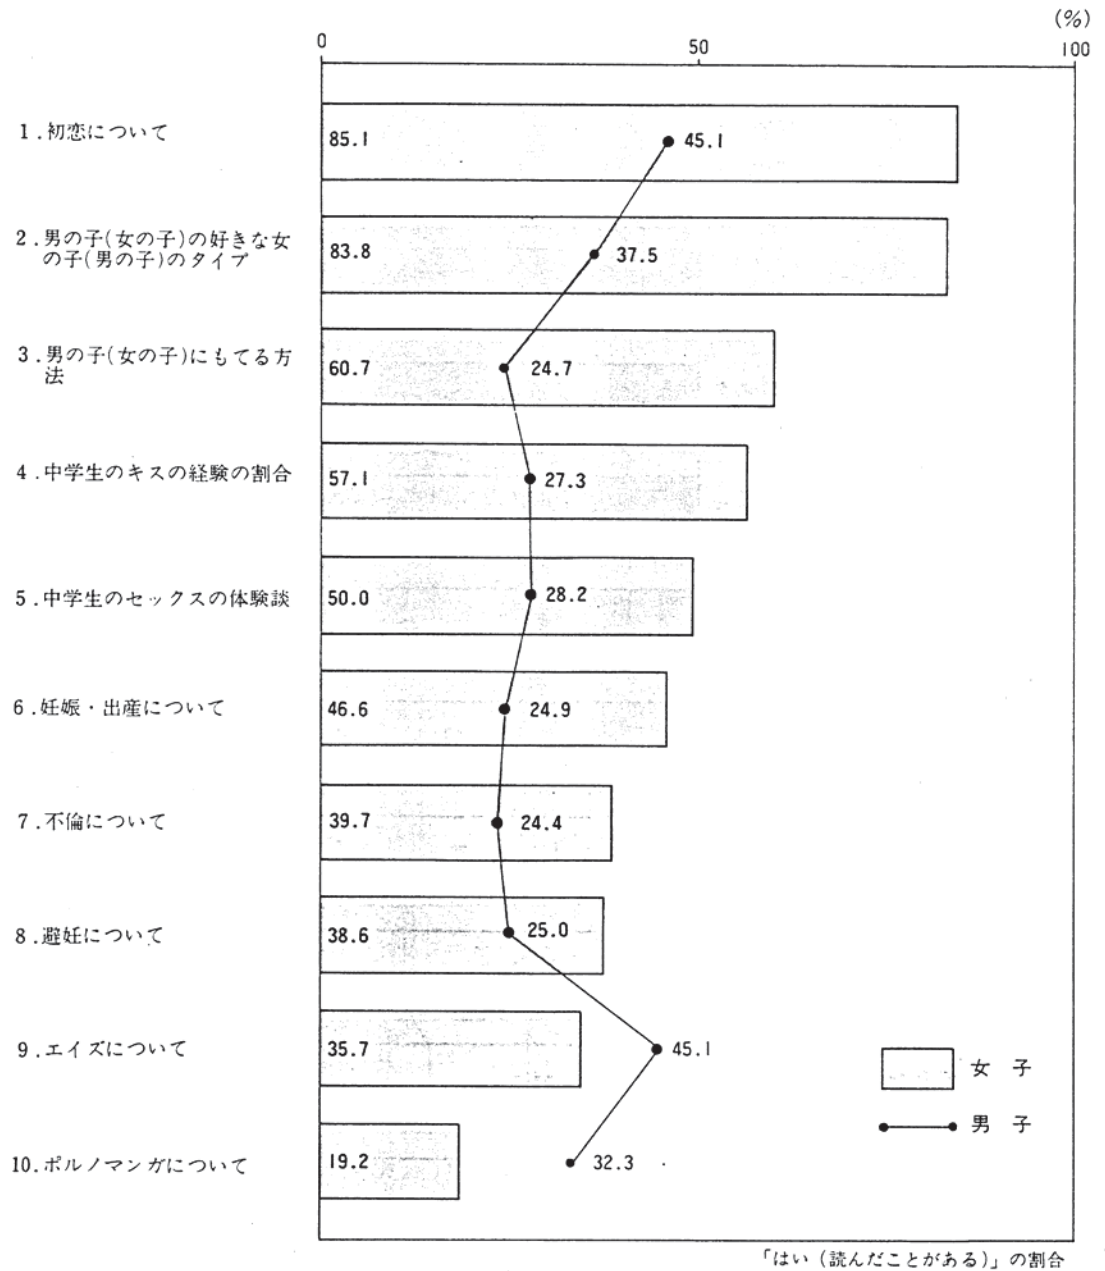 (%)
0 50 100
1.初恋について
85.1 45.1
2.男の子(女の子)の好きな女
の子(男の子)のタイプ
83.8 37.5
3.男の子(女の子)にもてる方
法
60.7 24.7
4.中学生のキスの経験の割合
57.1 27.3
5.中学生のセックスの体験談
50.0 28.2
6.妊娠・出産について
46.6 24.9
7.不倫について
39.7 24.4
8.避妊について
38.6 25.0
9.エイズについて
35.7 45.1
10.ポルノマンガについて
19.2 32.3
女 子
男 子
「はい(読んだことがある)」の割合